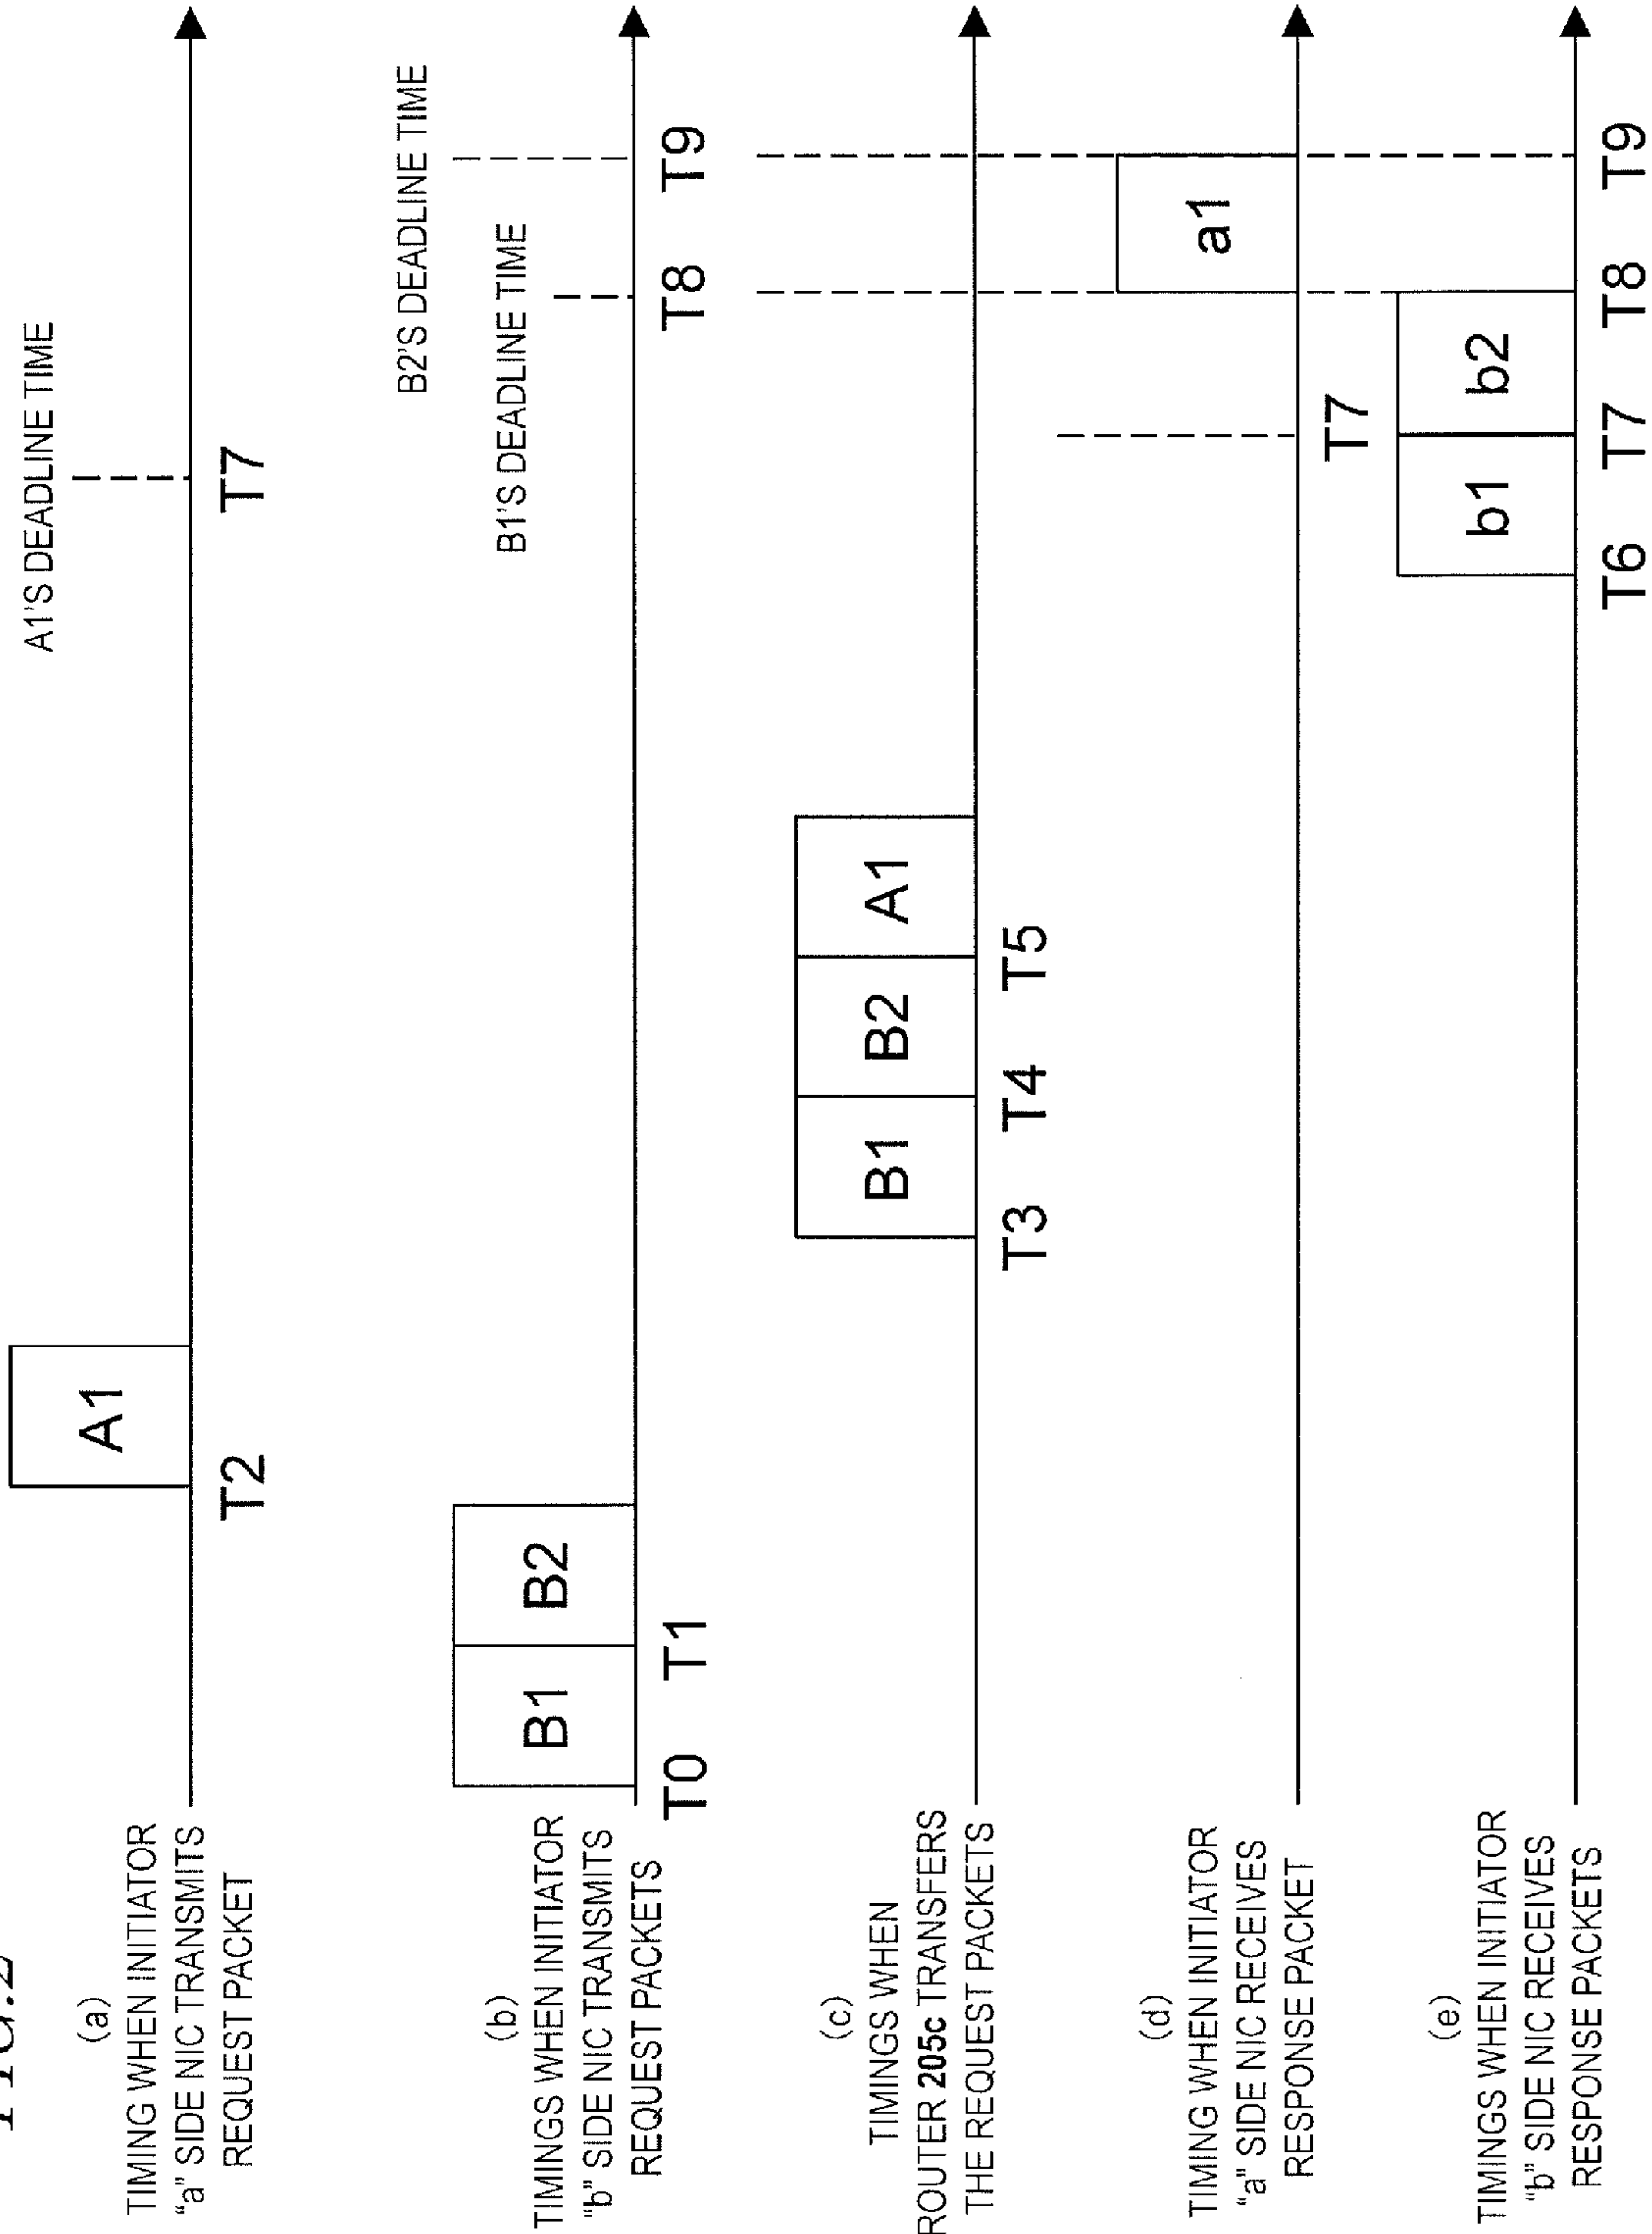 FIG.2
(a)
TIMING WHEN INITIATOR
"a" SIDE NIC TRANSMITS
REQUEST PACKET
A1
T2
A1'S DEADLINE TIME
T7
(b)
TIMINGS WHEN INITIATOR
"b" SIDE NIC TRANSMITS
REQUEST PACKETS
B1
B2
T0
T1
B2'S DEADLINE TIME
B1'S DEADLINE TIME
T8
T9
(c)
TIMINGS WHEN
ROUTER 205c TRANSFERS
THE REQUEST PACKETS
B1
B2
A1
T3
T4
T5
(d)
TIMING WHEN INITIATOR
"a" SIDE NIC RECEIVES
RESPONSE PACKET
a1
T7
(e)
TIMINGS WHEN INITIATOR
"b" SIDE NIC RECEIVES
RESPONSE PACKETS
b1
b2
T6
T7
T8
T9